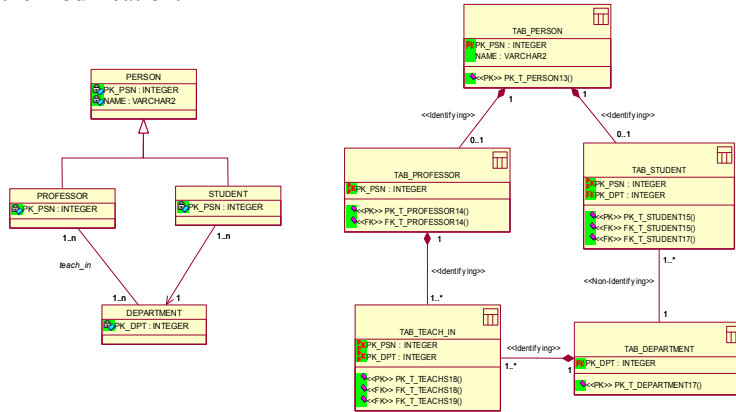 PERSON
PK_PSN : INTEGER
NAME : VARCHAR2
PROFESSOR
PK_PSN : INTEGER
STUDENT
PK_PSN : INTEGER
1..n
1..n
teach_in
1..n
1
DEPARTMENT
PK_DPT : INTEGER
TAB_PERSON
PK PK_PSN : INTEGER
NAME : VARCHAR2
<<PK>> PK_T_PERSON13()
1
1
<<Identifying>>
<<Identifying>>
0..1
0..1
TAB_PROFESSOR
PK_PSN : INTEGER
<<PK>> PK_T_PROFESSOR14()
<<FK>> FK_T_PROFESSOR14()
TAB_STUDENT
PK_PSN : INTEGER
FK PK_DPT : INTEGER
<<PK>> PK_T_STUDENT15()
<<FK>> FK_T_STUDENT15()
<<FK>> FK_T_STUDENT17()
1
<<Identifying>>
1..*
1..*
<<Non-Identifying>>
1
TAB_TEACH_IN
PK_PSN : INTEGER
PK_DPT : INTEGER
<<PK>> PK_T_TEACHS18()
<<FK>> FK_T_TEACHS18()
<<FK>> FK_T_TEACHS19()
<<Identifying>>
1..*
1
TAB_DEPARTMENT
PK PK_DPT : INTEGER
<<PK>> PK_T_DEPARTMENT17()